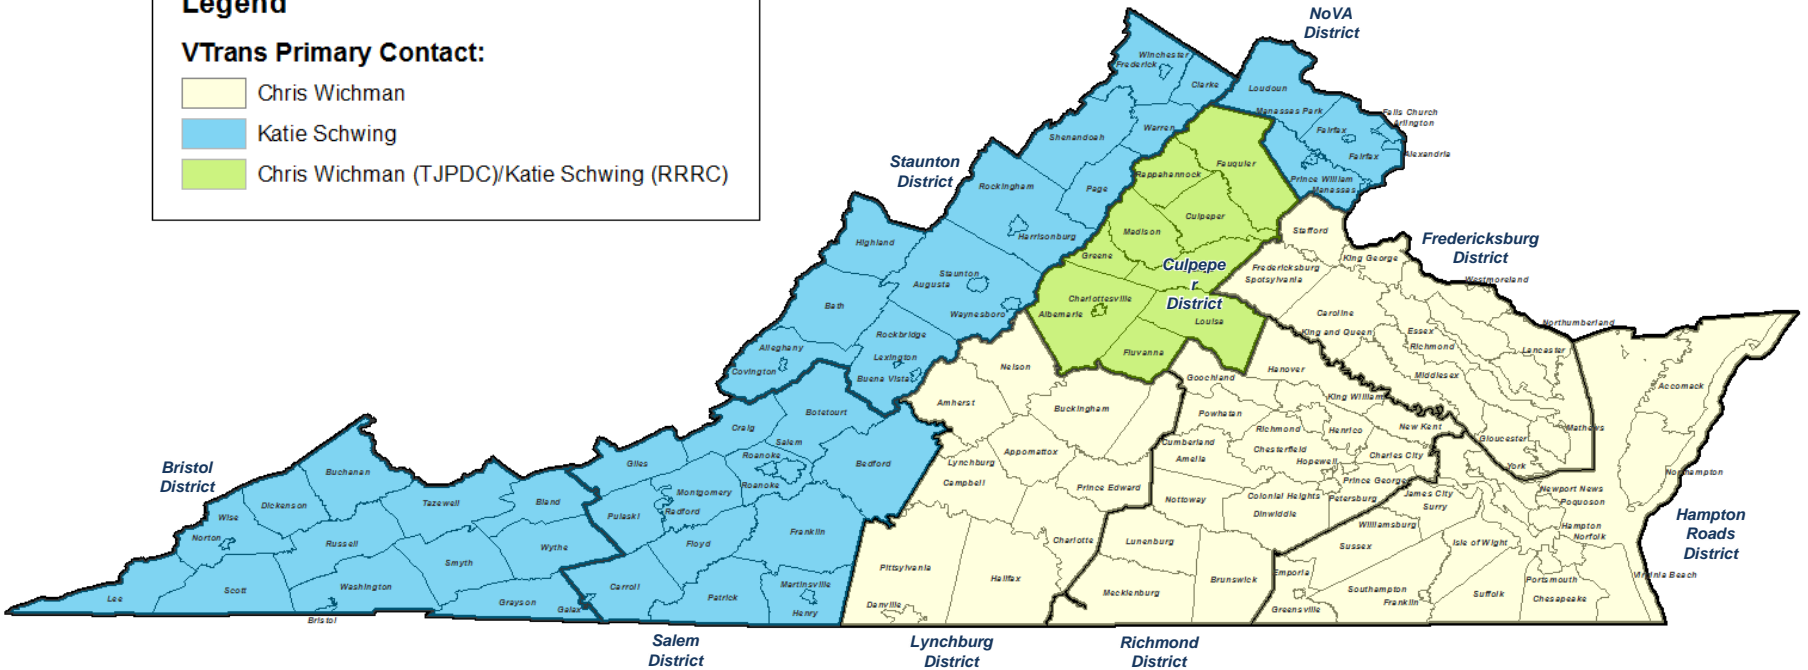 Legend
VTrans Primary Contact:
Chris Wichman
Katie Schwing
Chris Wichman (TJPDC)/Katie Schwing (RRRC)
NoVA
District
Staunton
District
Fredericksburg
District
Culpepe
r
District
Bristol
District
Hampton
Roads
District
Salem
District
Lynchburg
District
Richmond
District
Winchester
Frederick
Clarke
Loudoun
Manassas Park
Falls Church
Arlington
Fairfax
Fairfax
Alexandria
Prince William
Manassas
Shenandoah
Warren
Fauquier
Rappahannock
Page
Rockingham
Harrisonburg
Culpeper
Madison
Greene
Stafford
King George
Fredericksburg
Spotsylvania
Westmoreland
Highland
Staunton
Augusta
Waynesboro
Charlottesville
Albemarle
Louisa
Fluvanna
Caroline
Northumberland
King and Queen
Essex
Richmond
Lancaster
Middlesex
Bath
Rockbridge
Lexington
Buena Vista
Alleghany
Covington
Nelson
Amherst
Buckingham
Goochland
Hanover
Powhatan
King William
Accomack
Richmond
Henrico
New Kent
Mathews
Cumberland
Chesterfield
Gloucester
Amelia
Hopewell
Charles City
York
Northampton
Botetourt
Craig
Salem
Roanoke
Roanoke
Bedford
Giles
Appomattox
Lynchburg
Campbell
Prince Edward
Prince George
Nottoway
Colonial Heights
Petersburg
Dinwiddie
James City
Surry
Newport News
Poquoson
Williamsburg
Hampton
Norfolk
Montgomery
Radford
Pulaski
Franklin
Floyd
Buchanan
Dickenson
Tazewell
Bland
Wise
Norton
Russell
Wythe
Smyth
Scott
Washington
Lee
Grayson
Galax
Bristol
Carroll
Patrick
Martinsville
Henry
Pittsylvania
Halifax
Danville
Charlotte
Lunenburg
Mecklenburg
Brunswick
Sussex
Isle of Wight
Emporia
Greensville
Southampton
Franklin
Suffolk
Portsmouth
Chesapeake
Virginia Beach